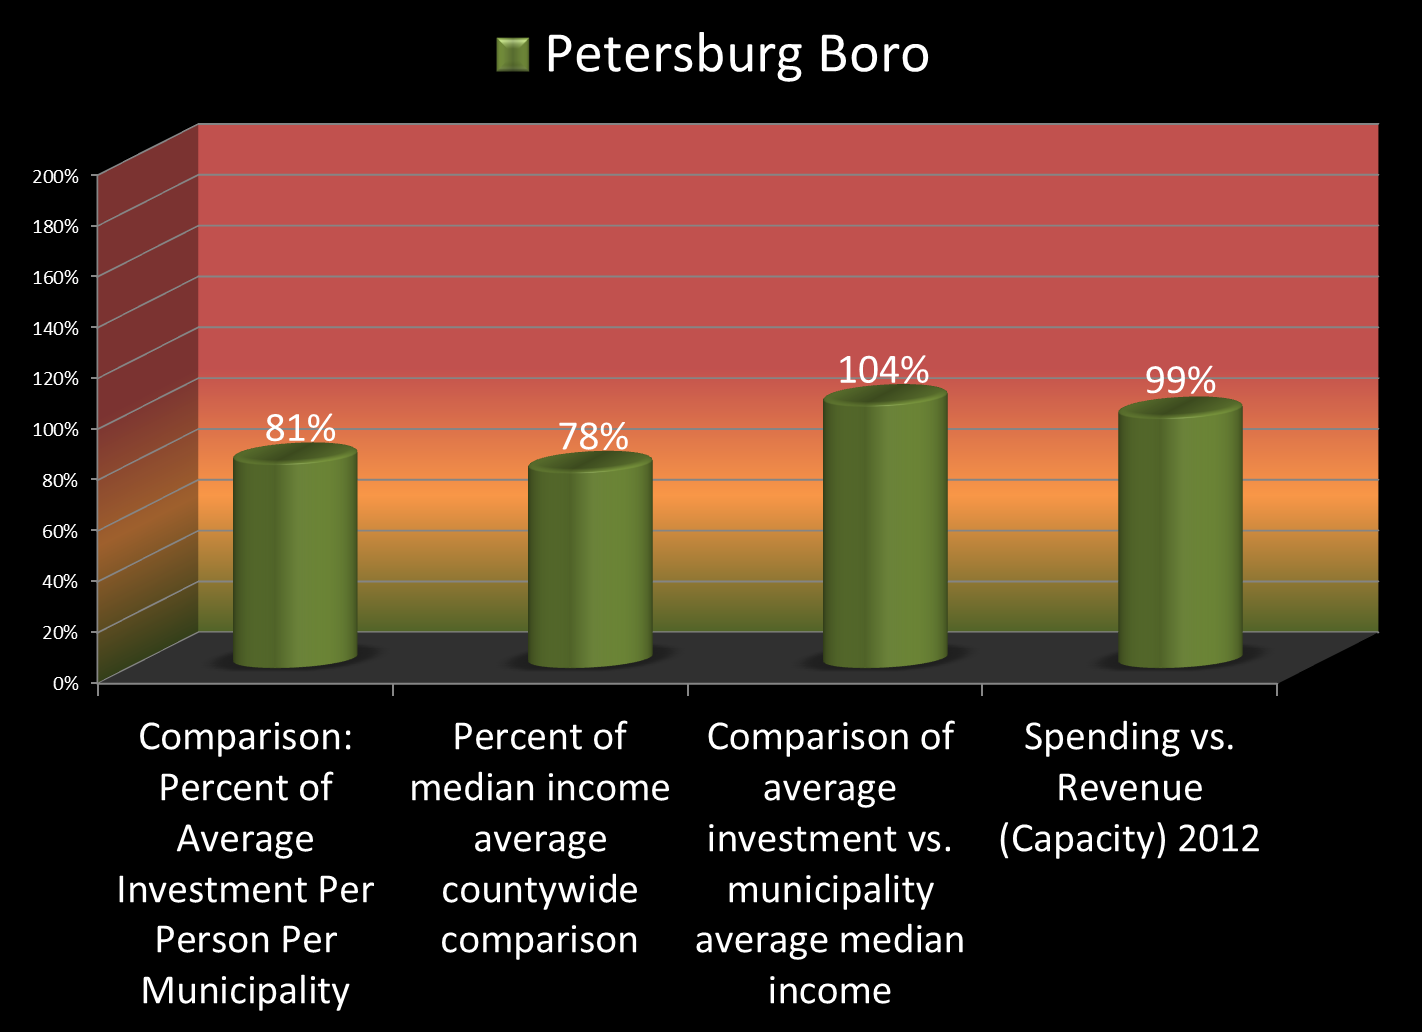 Petersburg Boro
200%
180%
160%
140%
120%
100%
80%
60%
40%
20%
0%
81%
78%
104%
99%
Comparison:
Percent of
Average
Investment Per
Person Per
Municipality
Percent of
median income
average
countywide
comparison
Comparison of
average
investment vs.
municipality
average median
income
Spending vs.
Revenue
(Capacity) 2012